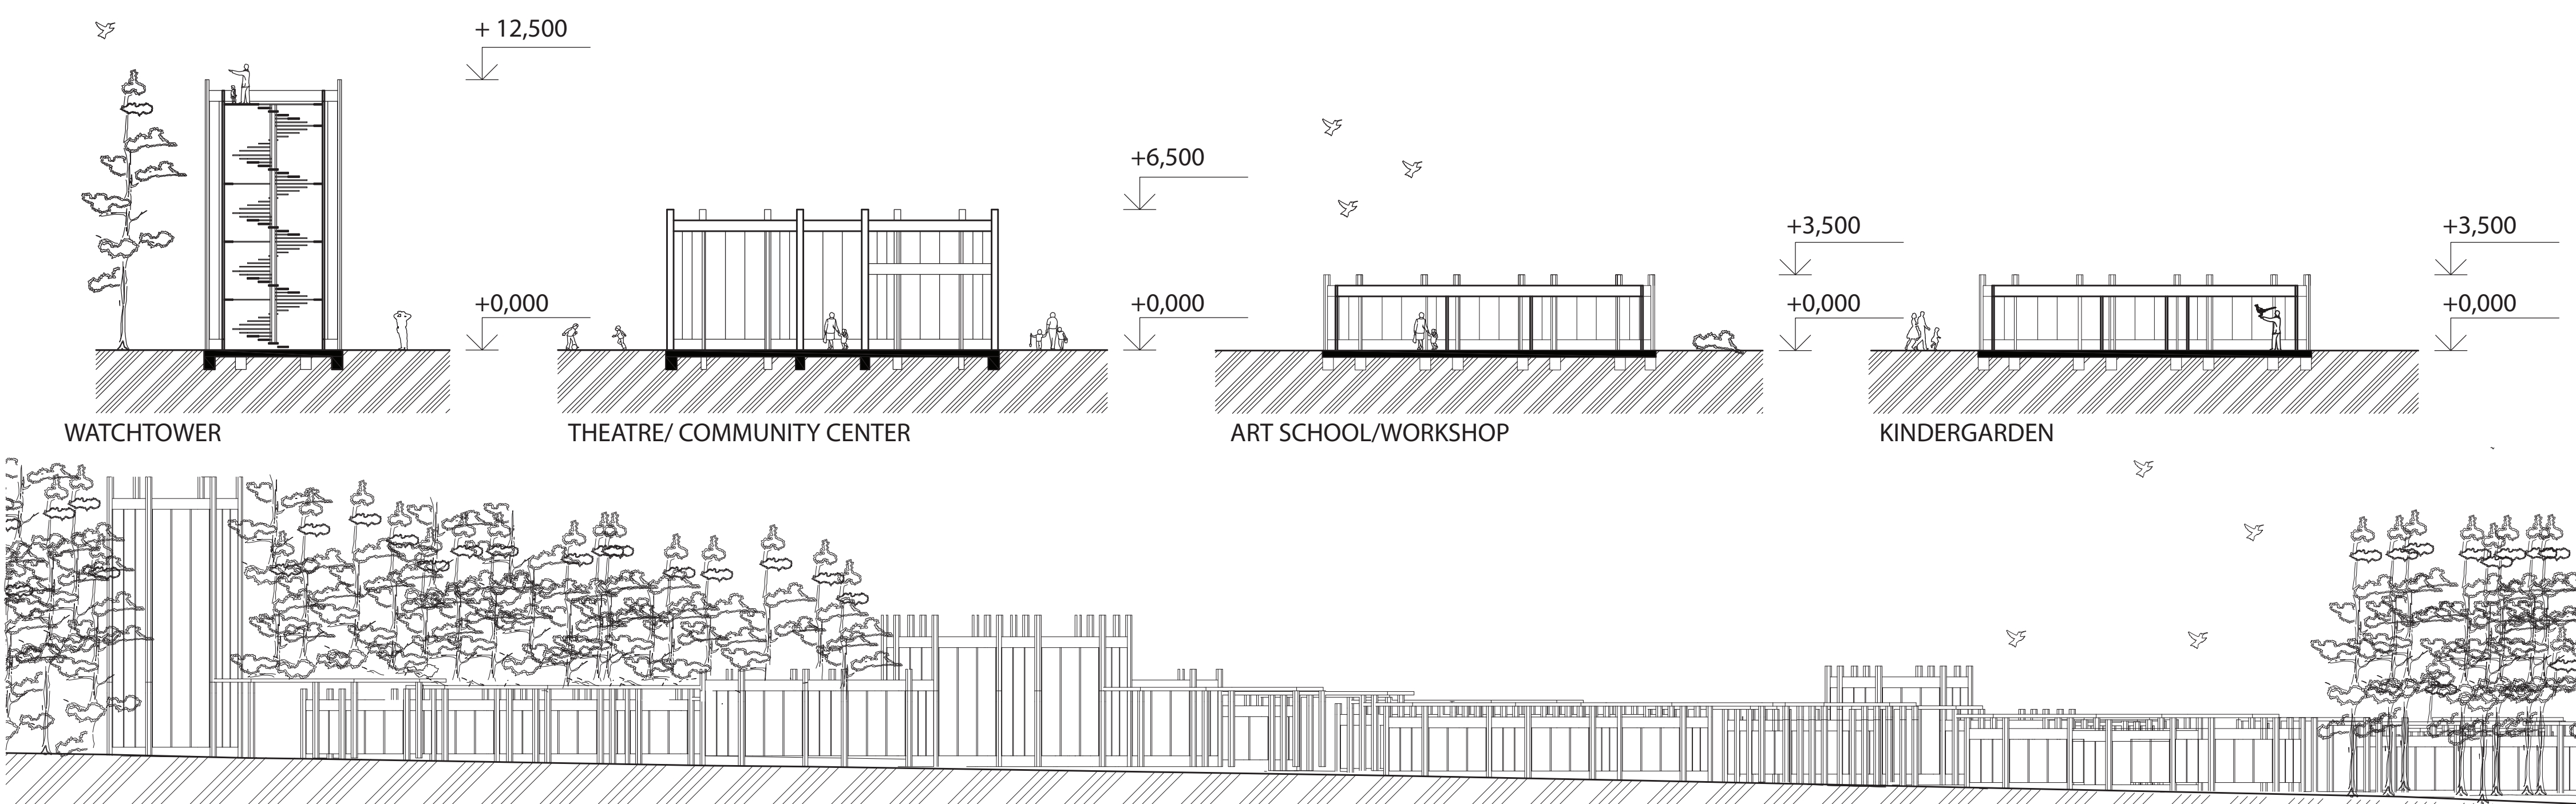 + 12,500
+6,500
+3,500
+3,500
+0,000
+0,000
+0,000
+0,000
WATCHTOWER
THEATRE/ COMMUNITY CENTER
ART SCHOOL/WORKSHOP
KINDERGARDEN